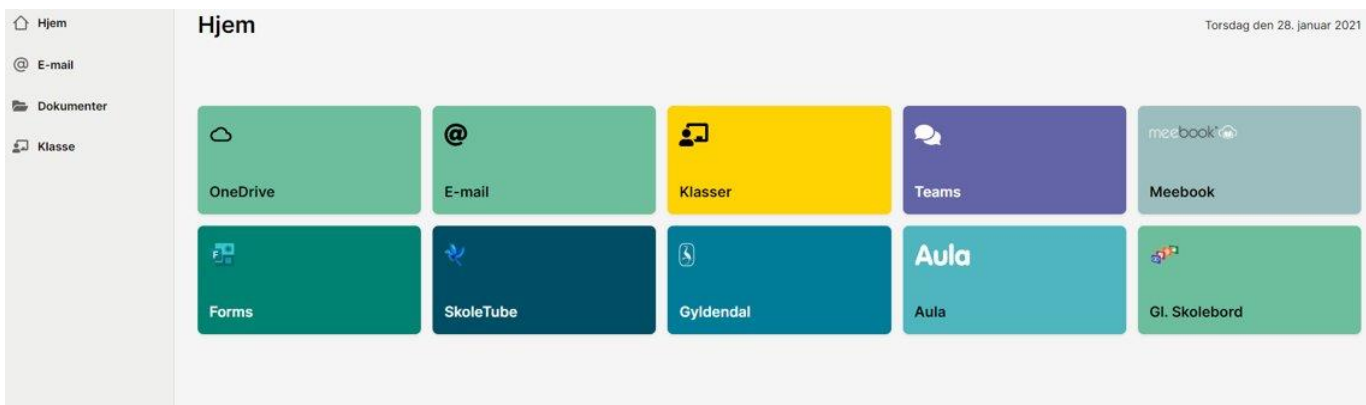 Hjem
E-mail
Dokumenter
Klasse
Hjem
Torsdag den 28. januar 2021
OneDrive
@
E-mail
Klasser
Teams
meebook
Meebook
F
Forms
SkoleTube
Gyldendal
Aula
Aula
Gl. Skolebord